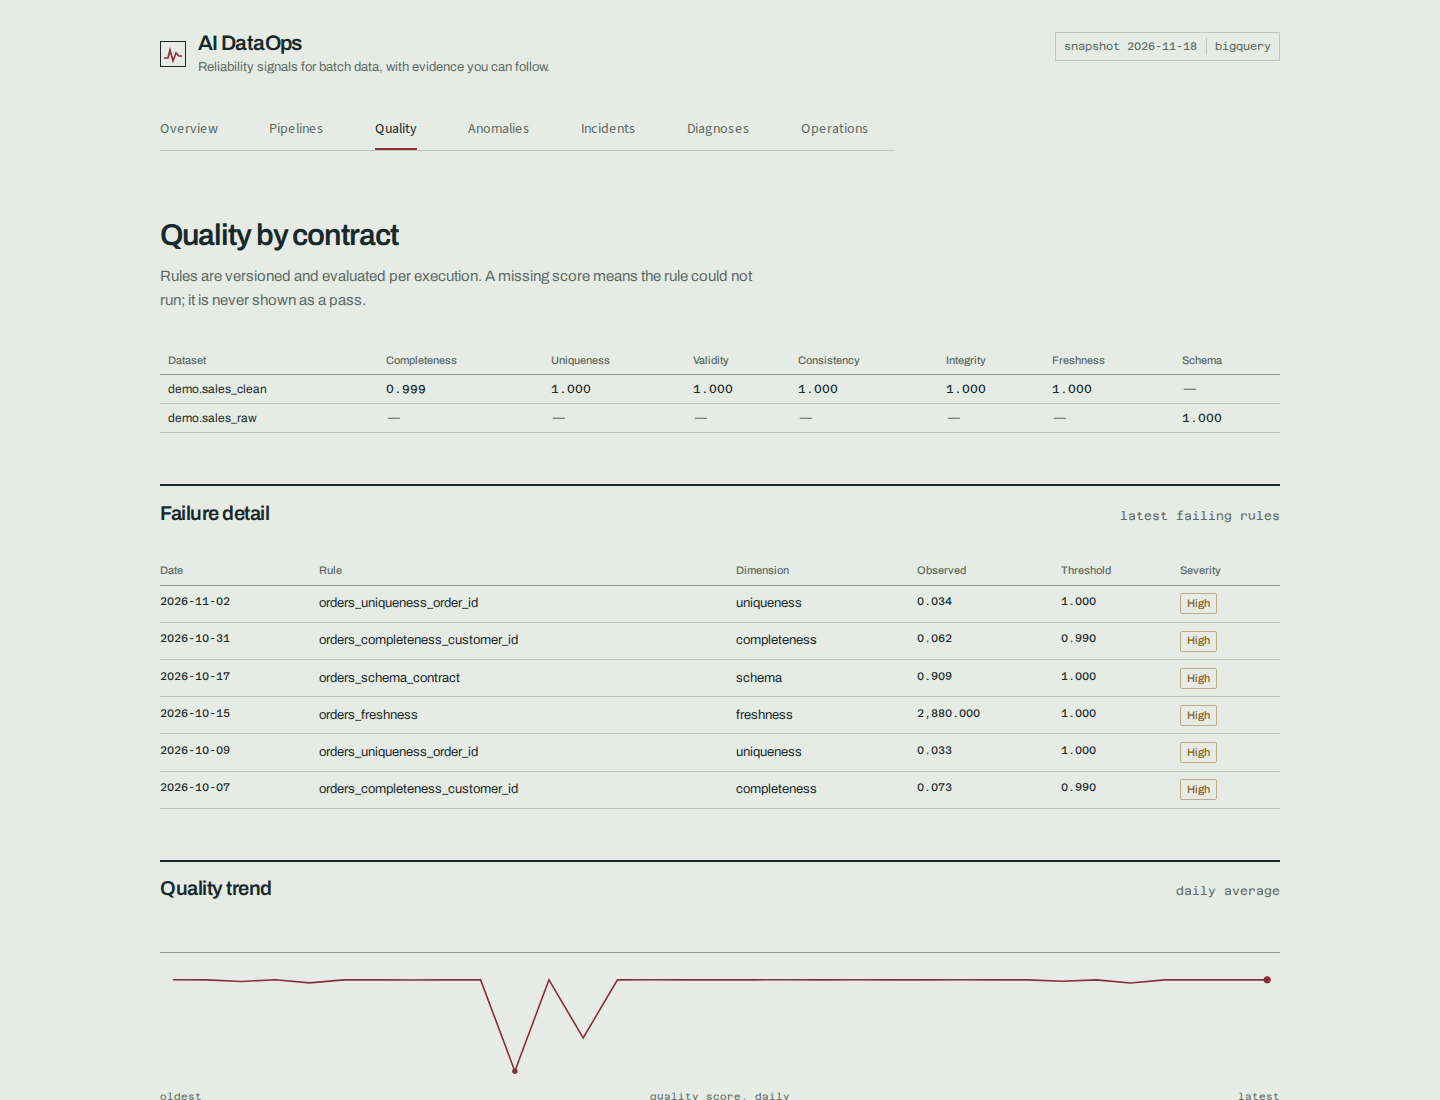 AI DataOps
Reliability signals for batch data, with evidence you can follow.
snapshot 2026-11-18 bigquery
Overview Pipelines Quality Anomalies Incidents Diagnoses Operations
Quality by contract
Rules are versioned and evaluated per execution. A missing score means the rule could not
run; it is never shown as a pass.
Dataset Completeness Uniqueness Validity Consistency Integrity Freshness Schema
demo.sales_clean 0.999 1.000 1.000 1.000 1.000 1.000 —
demo.sales_raw — — — — — — 1.000
Failure detail
latest failing rules
Date Rule Dimension Observed Threshold Severity
2026-11-02 orders_uniqueness_order_id uniqueness 0.034 1.000 High
2026-10-31 orders_completeness_customer_id completeness 0.062 0.990 High
2026-10-17 orders_schema_contract schema 0.909 1.000 High
2026-10-15 orders_freshness freshness 2,880.000 1.000 High
2026-10-09 orders_uniqueness_order_id uniqueness 0.033 1.000 High
2026-10-07 orders_completeness_customer_id completeness 0.073 0.990 High
Quality trend
daily average
oldest quality score, daily latest